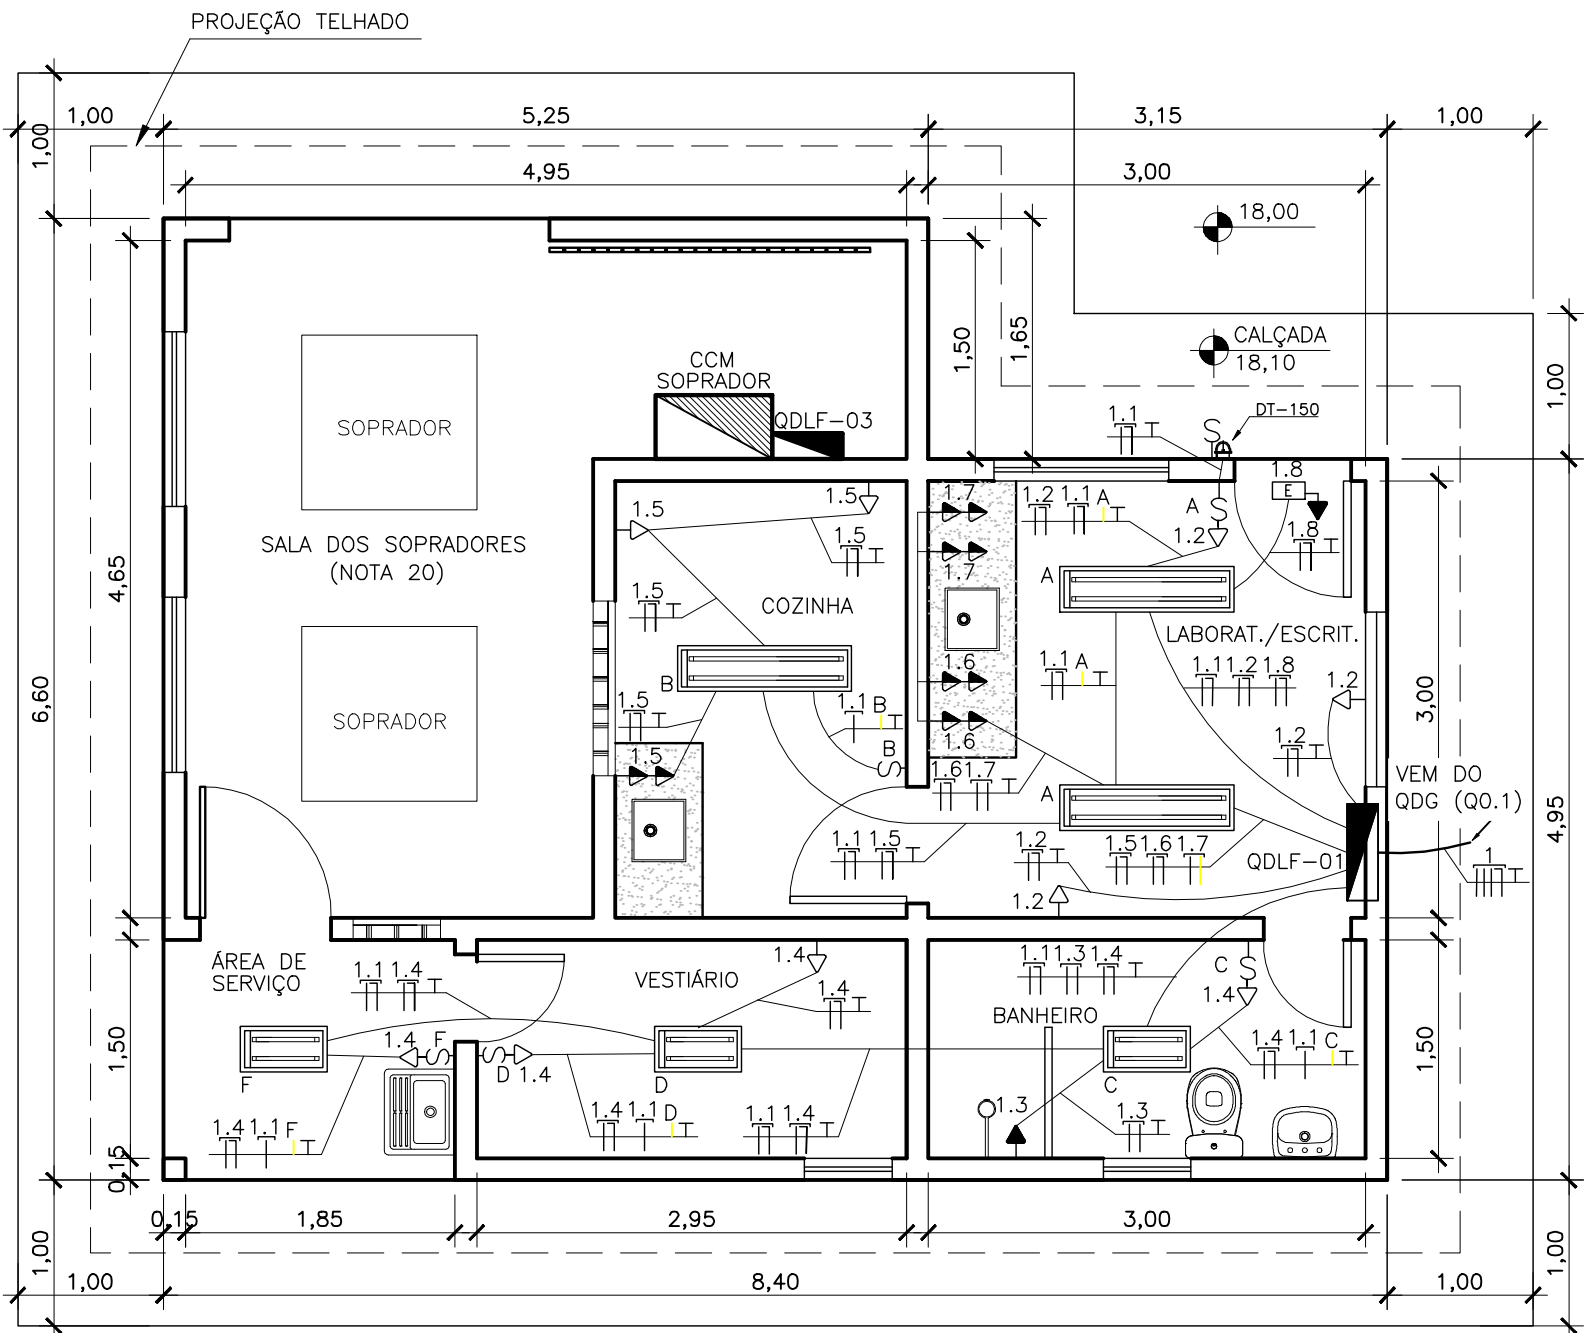 PROJEÇÃO TELHADO
1,00
5,25
3,15
1,00
1,00
4,95
3,00
18,00
CALÇADA
18,10
1,50
1,65
1,00
CCM
SOPRADOR
QDLF-03
SOPRADOR
DT-150
1.1
1.8
E
1.8
1.5
1.5
1.5
1.7
1.7
1.2 1.1 A
A
1.2
SALA DOS SOPRADORES
(NOTA 20)
4,65
1.5
COZINHA
A
LABORAT./ESCRIT.
1.1 1.2 1.8
1.1 A
1.6
1.6
1.2
3,00
6,60
SOPRADOR
B
1.5
1.1 B
B
1.5
1.2
1.6 1.7
A
VEM DO
QDG (Q0.1)
4,95
1.1 1.5
1.2
1.5 1.6 1.7
QDLF-01
1
1.2
ÁREA DE
SERVIÇO
1.1 1.4
VESTIÁRIO
1.4
1.4
1.1 1.3 1.4
C
1.4
BANHEIRO
1,50
1.4
F
F
D
1.4
D
C
1.4 1.1 C
1,50
1.3
1.3
1.4 1.1 F
1.4 1.1 D
1.1 1.4
0,15
0,15
1,85
2,95
3,00
1,00
1,00
1,00
8,40
1,00